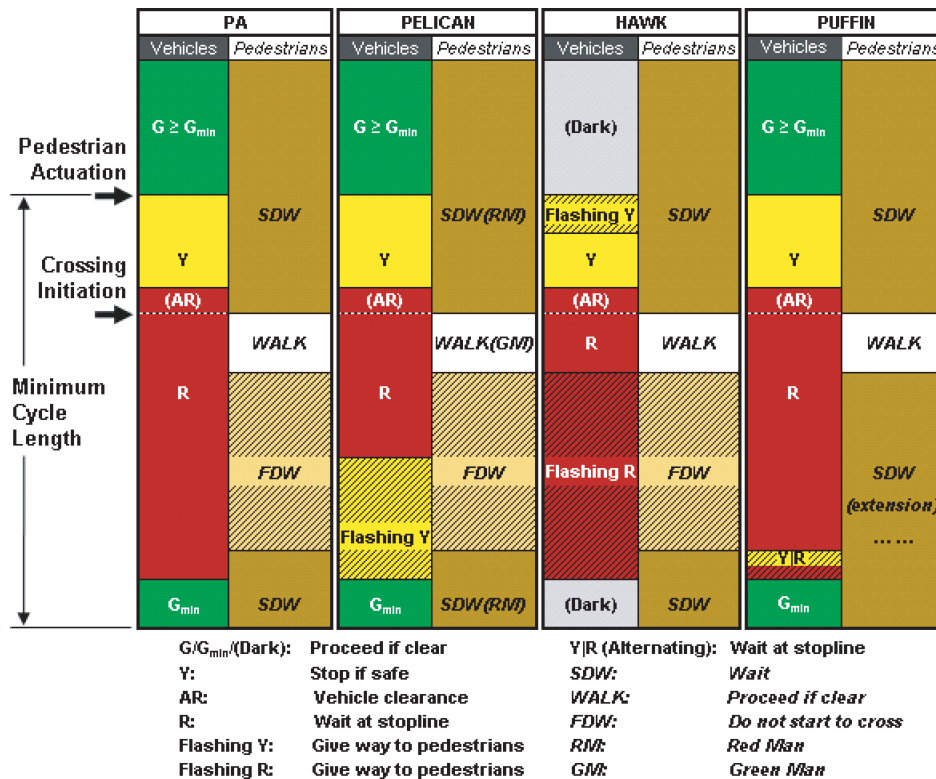 PA PELICAN HAWK PUFFIN
Vehicles Pedestrians Vehicles Pedestrians Vehicles Pedestrians Vehicles Pedestrians
G ≥ Gmin G ≥ Gmin (Dark) G ≥ Gmin
Pedestrian
Actuation
SDW SDW(RM) Flashing Y SDW SDW
Y Y Y Y
Crossing
Initiation
(AR) (AR) (AR) (AR)
WALK WALK(GM) R WALK WALK
Minimum
Cycle
Length
R R R
FDW FDW Flashing R FDW SDW
(extension)
Flashing Y ... ...
Y|R
Gmin SDW Gmin SDW(RM) (Dark) SDW Gmin
G/Gmin/(Dark): Proceed if clear Y|R (Alternating): Wait at stopline
Y: Stop if safe SDW: Wait
AR: Vehicle clearance WALK: Proceed if clear
R: Wait at stopline FDW: Do not start to cross
Flashing Y: Give way to pedestrians RM: Red Man
Flashing R: Give way to pedestrians GM: Green Man